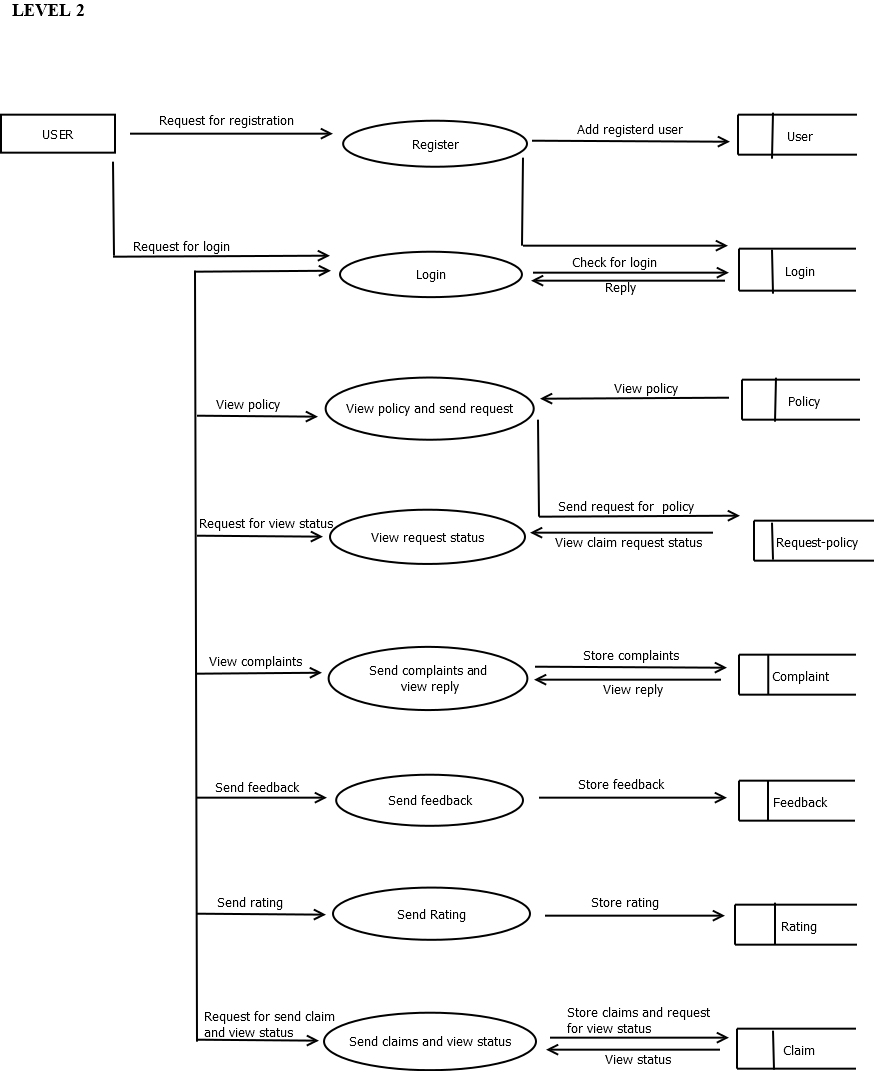 LEVEL 2
Request for registration
Add registerd user
USER
Register
User
Request for login
Check for login
Login
Login
Reply
View policy
View policy
View policy and send request
Policy
Send request for  policy
Request for view status
View request status
View claim request status
Request-policy
View complaints
Store complaints
Send complaints and
view reply
Complaint
View reply
Send feedback
Store feedback
Send feedback
Feedback
Send rating
Store rating
Send Rating
Rating
Request for send claim
and view status
Store claims and request
for view status
Send claims and view status
Claim
View status